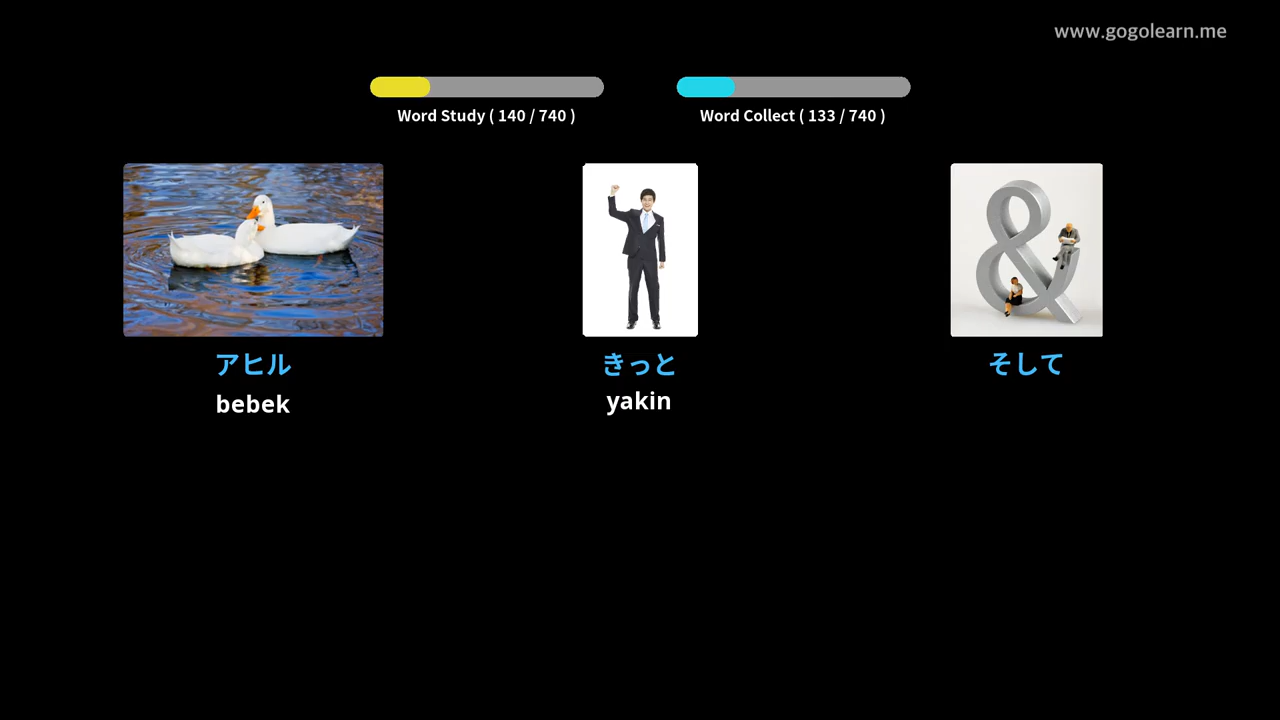 www.gogolearn.me
Word Study ( 140 / 740 )
Word Collect ( 133 / 740 )
アヒル
bebek
きっと
yakin
そして